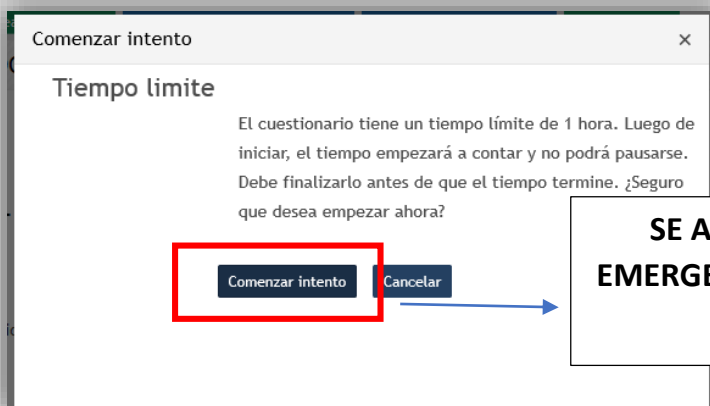 Comenzar intento ×
Tiempo limite
El cuestionario tiene un tiempo límite de 1 hora. Luego de
iniciar, el tiempo empezará a contar y no podrá pausarse.
Debe finalizarlo antes de que el tiempo termine. ¿Seguro
que desea empezar ahora?
SE A
EMERGE
Comenzar intento Cancelar